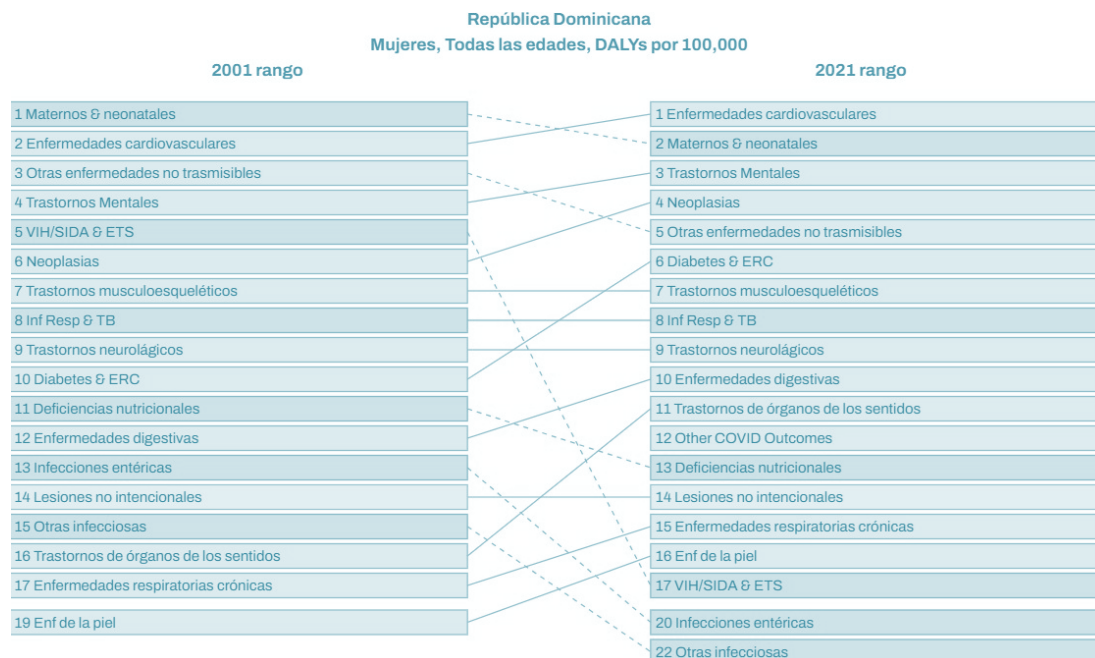 República Dominicana
Mujeres, Todas las edades, DALYs por 100,000
2001 rango
2021 rango
1 Maternos & neonatales
2 Enfermedades cardiovasculares
3 Otras enfermedades no trasmisibles
4 Trastornos Mentales
5 VIH/SIDA & ETS
6 Neoplasias
7 Trastornos musculoesqueléticos
8 Inf Resp & TB
9 Trastornos neurolágicos
10 Diabetes & ERC
11 Deficiencias nutricionales
12 Enfermedades digestivas
13 Infecciones entéricas
14 Lesiones no intencionales
15 Otras infecciosas
16 Trastornos de órganos de los sentidos
17 Enfermedades respiratorias crónicas
19 Enf de la piel
1 Enfermedades cardiovasculares
2 Maternos & neonatales
3 Trastornos Mentales
4 Neoplasias
5 Otras enfermedades no trasmisibles
6 Diabetes & ERC
7 Trastornos musculoesqueléticos
8 Inf Resp & TB
9 Trastornos neurolágicos
10 Enfermedades digestivas
11 Trastornos de órganos de los sentidos
12 Other COVID Outcomes
13 Deficiencias nutricionales
14 Lesiones no intencionales
15 Enfermedades respiratorias crónicas
16 Enf de la piel
17 VIH/SIDA & ETS
20 Infecciones entéricas
22 Otras infecciosas